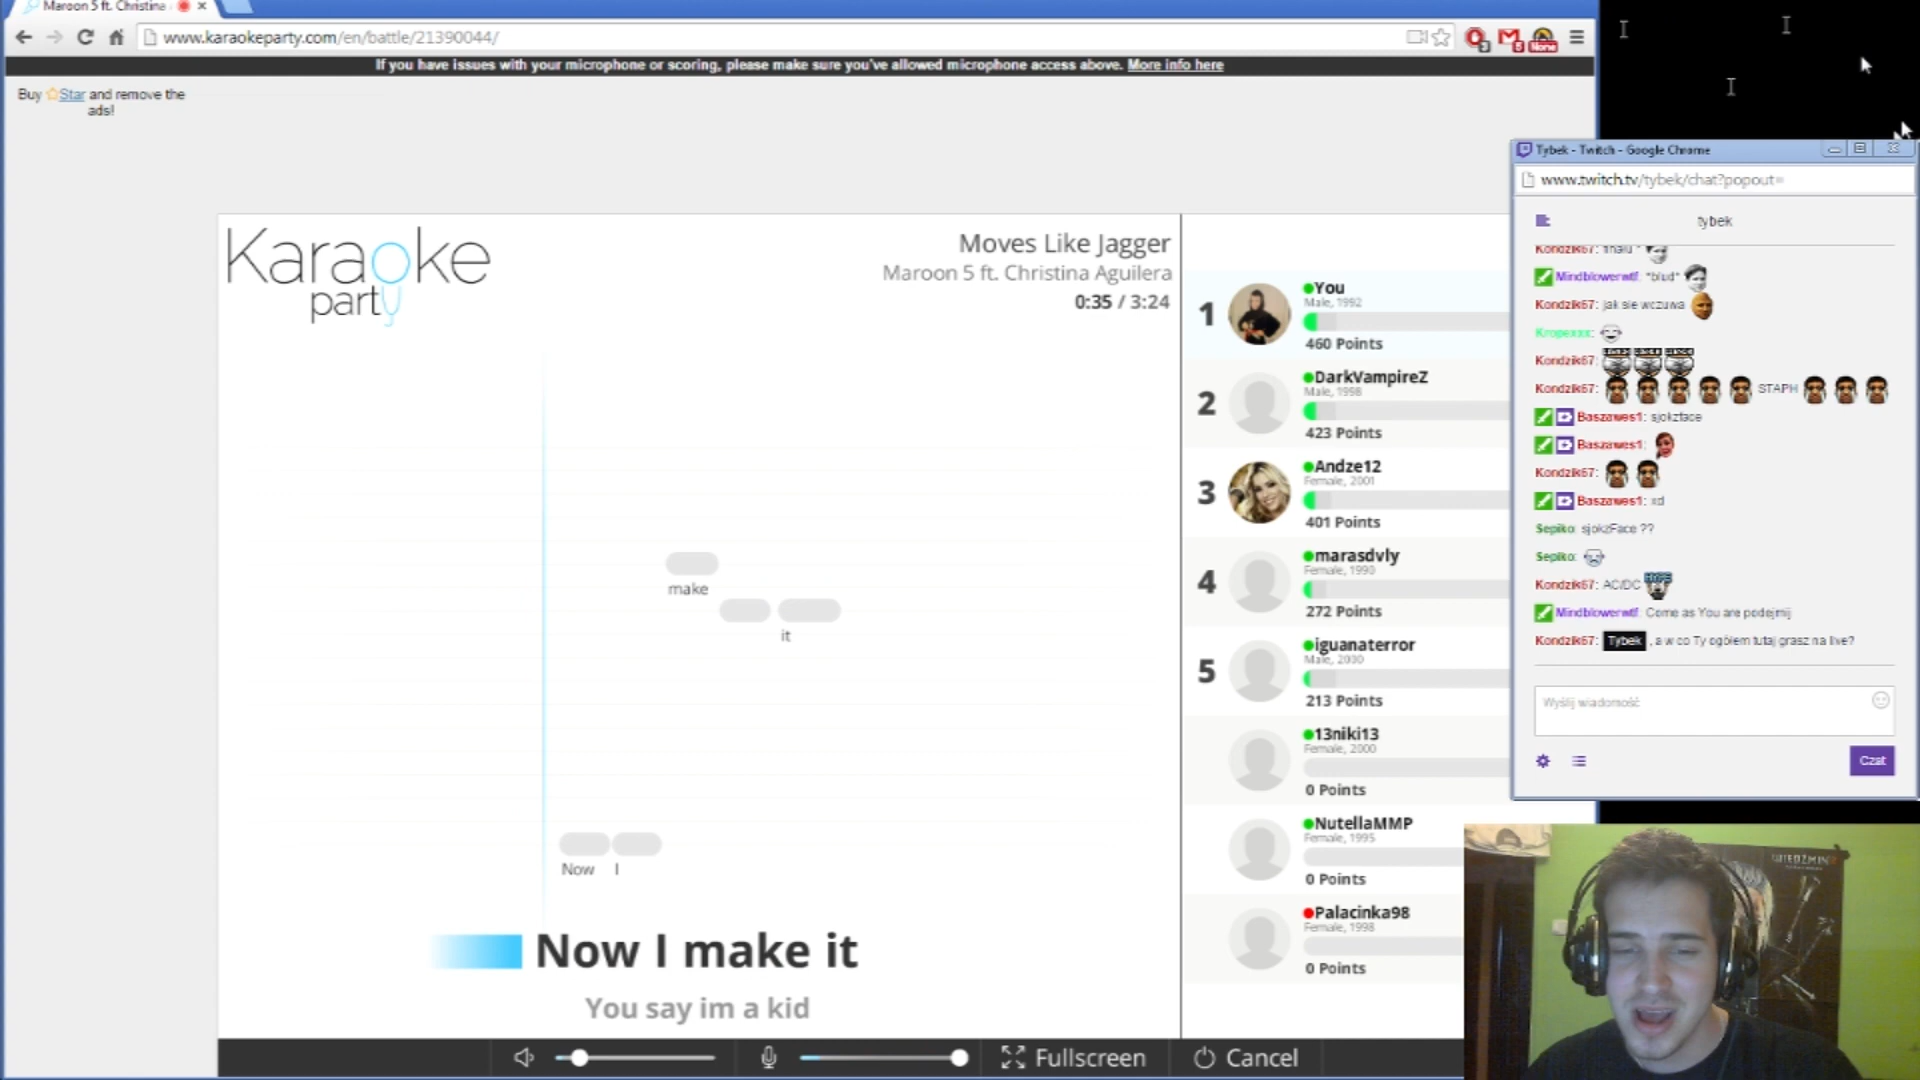 Maroon 5 ft. Christina
www.karaokeparty.com/en/battle/21390044/
If you have issues with your microphone or scoring, please make sure you've allowed microphone access above. More info here
Buy Star and remove the
ads!
Karaoke
party
Moves Like Jagger
Maroon 5 ft. Christina Aguilera
0:35 / 3:24
make
it
Now I
Now I make it
You say im a kid
Fullscreen
Cancel
1
You
Male, 1992
460 Points
2
DarkVampireZ
Male, 1998
423 Points
3
Andze12
Female, 2001
401 Points
4
marasdvly
Female, 1990
272 Points
5
iguanaterror
Male, 2000
213 Points
13niki13
Female, 2000
0 Points
NutellaMMP
Female, 1995
0 Points
Palacinka98
Female, 1998
0 Points
Tybek - Twitch - Google Chrome
www.twitch.tv/tybek/chat?popout=
tybek
Kondzik67:
Mindblowerwtf: *blud*
Kondzik67: jak sie wczuwa
Kropexxx:
Kondzik67:
Kondzik67: STAPH
Baszawes1: sjokzface
Baszawes1:
Kondzik67:
Baszawes1: xd
Sepiko: sjokzFace ??
Sepiko:
Kondzik67: AC/DC
Mindblowerwtf: Come as You are podejmij
Kondzik67: Tybek , a w co Ty ogółem tutaj grasz na live?
Wyślij wiadomość
Czat
WIEDŹMIN